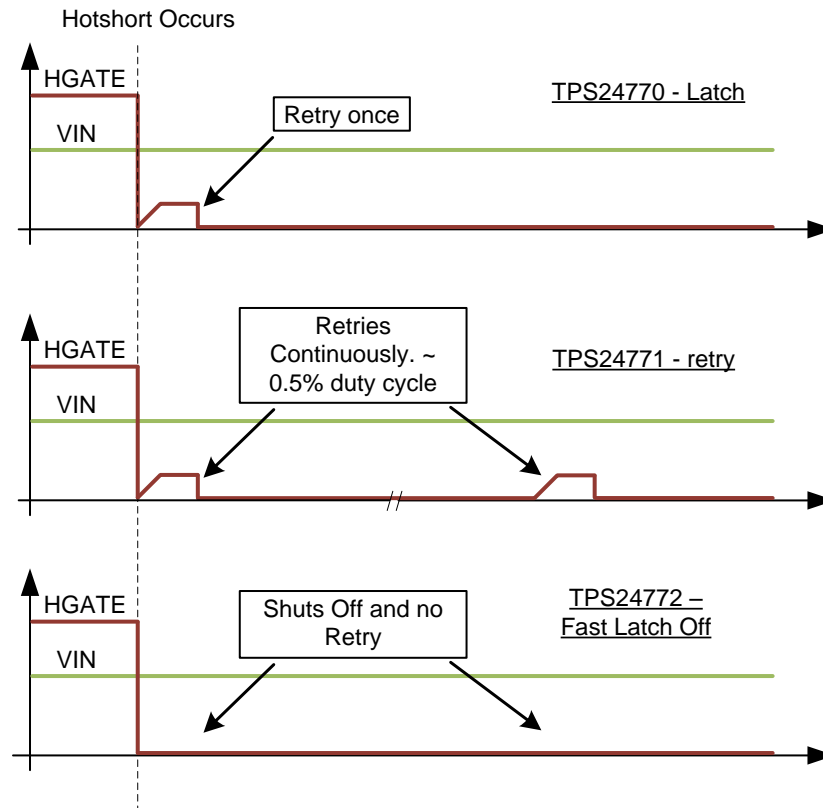 Hotshort Occurs
HGATE
VIN
Retry once
TPS24770 - Latch
HGATE
VIN
Retries
Continuously. ~
0.5% duty cycle
TPS24771 - retry
HGATE
VIN
Shuts Off and no
Retry
TPS24772 –
Fast Latch Off